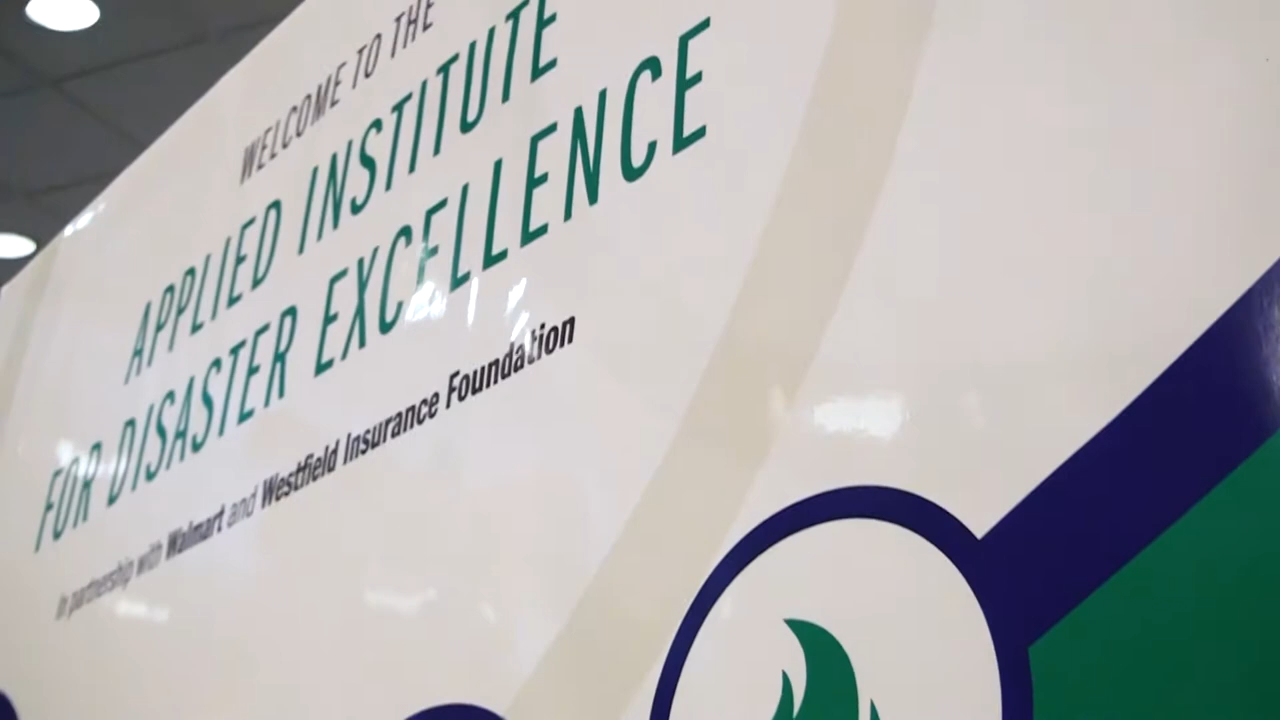 WELCOME TO THE
APPLIED INSTITUTE
FOR DISASTER EXCELLENCE
In partnership with Walmart and Westfield Insurance Foundation